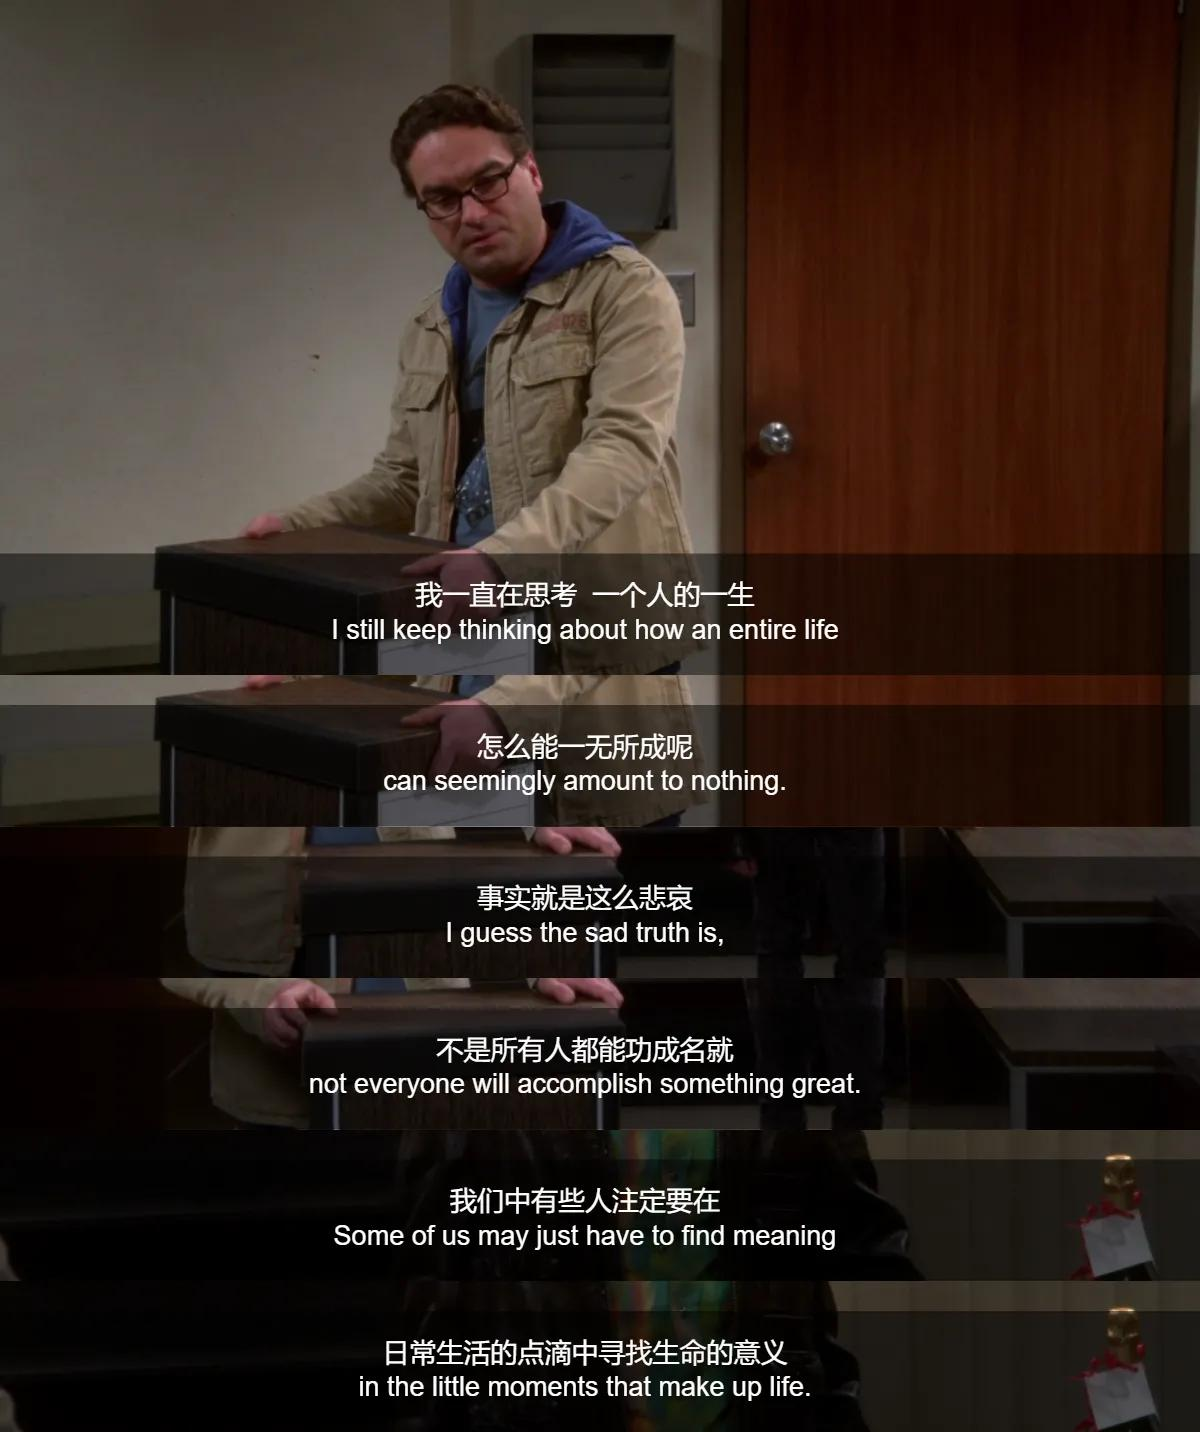 我一直在思考 一个人的一生
I still keep thinking about how an entire life
怎么能一无所成呢
can seemingly amount to nothing.
事实就是这么悲哀
I guess the sad truth is,
不是所有人都能功成名就
not everyone will accomplish something great.
我们中有些人注定要在
Some of us may just have to find meaning
日常生活的点滴中寻找生命的意义
in the little moments that make up life.